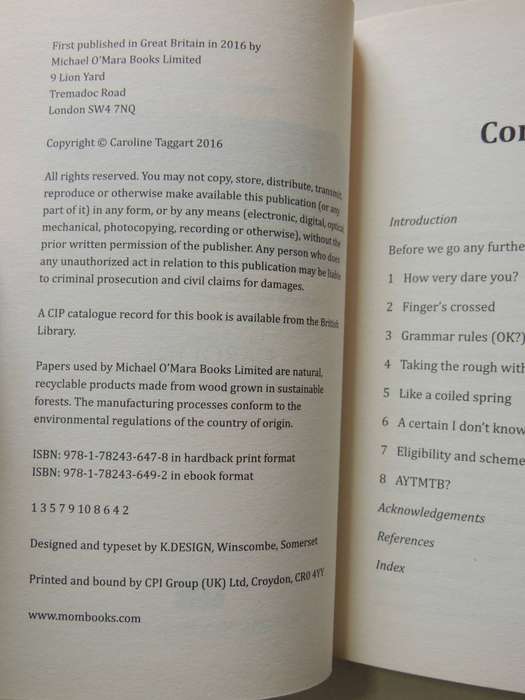 First published in Great Britain in 2016 by
Michael O'Mara Books Limited
9 Lion Yard
Tremadoc Road
London SW4 7NQ
Copyright © Caroline Taggart 2016
All rights reserved. You may not copy, store, distribute, transmit,
reproduce or otherwise make available this publication (or any
part of it) in any form, or by any means (electronic, digital, optical,
mechanical, photocopying, recording or otherwise), without the
prior written permission of the publisher. Any person who does
any unauthorized act in relation to this publication may be liable
to criminal prosecution and civil claims for damages.
A CIP catalogue record for this book is available from the British
Library.
Papers used by Michael O'Mara Books Limited are natural,
recyclable products made from wood grown in sustainable
forests. The manufacturing processes conform to the
environmental regulations of the country of origin.
ISBN: 978-1-78243-647-8 in hardback print format
ISBN: 978-1-78243-649-2 in ebook format
1 3 5 7 9 10 8 6 4 2
Designed and typeset by K.DESIGN, Winscombe, Somerset
Printed and bound by CPI Group (UK) Ltd, Croydon, CR0 4YY
www.mombooks.com
Introduction
Before we go any
1 How very dare you?
2 Finger's crossed
3 Grammar rules (OK?)
4 Taking the rough with
5 Like a coiled spring
6 A certain I don't know
7 Eligibility and scheme
8 AYTMTB?
Acknowledgements
References
Index